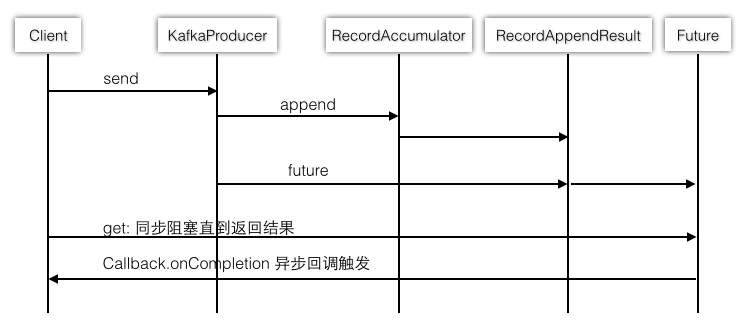 Client
KafkaProducer
RecordAccumulator
RecordAppendResult
Future
send
append
future
get: 同步阻塞直到返回结果
Callback.onCompletion 异步回调触发